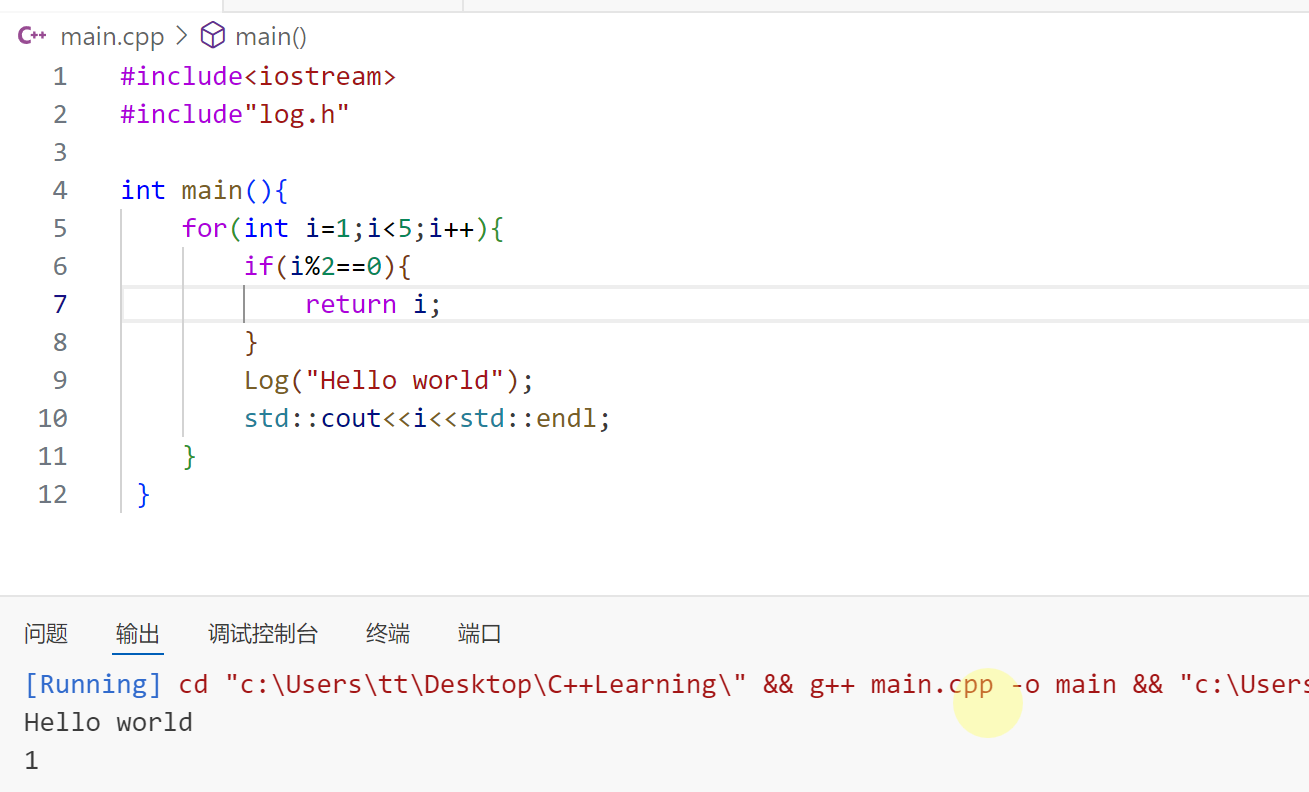 C++ main.cpp > main()
1 #include<iostream>
2 #include"log.h"
3
4 int main(){
5     for(int i=1;i<5;i++){
6         if(i%2==0){
7             return i;
8         }
9         Log("Hello world");
10         std::cout<<i<<std::endl;
11     }
12  }
问题 输出 调试控制台 终端 端口
[Running] cd "c:\Users\tt\Desktop\C++Learning\" && g++ main.cpp -o main && "c:\Users
Hello world
1